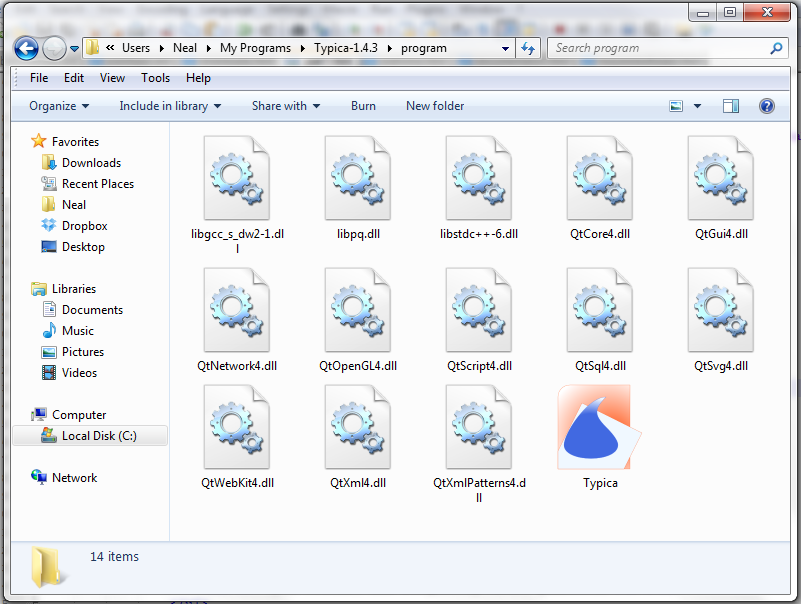 « Users ▸ Neal ▸ My Programs ▸ Typica-1.4.3 ▸ program
Search program
File Edit View Tools Help
Organize Include in library Share with Burn New folder
Favorites
Downloads
Recent Places
Neal
Dropbox
Desktop
Libraries
Documents
Music
Pictures
Videos
Computer
Local Disk (C:)
Network
libgcc_s_dw2-1.dl
l
libpq.dll
libstdc++-6.dll
QtCore4.dll
QtGui4.dll
QtNetwork4.dll
QtOpenGL4.dll
QtScript4.dll
QtSql4.dll
QtSvg4.dll
QtWebKit4.dll
QtXml4.dll
QtXmlPatterns4.d
ll
Typica
14 items